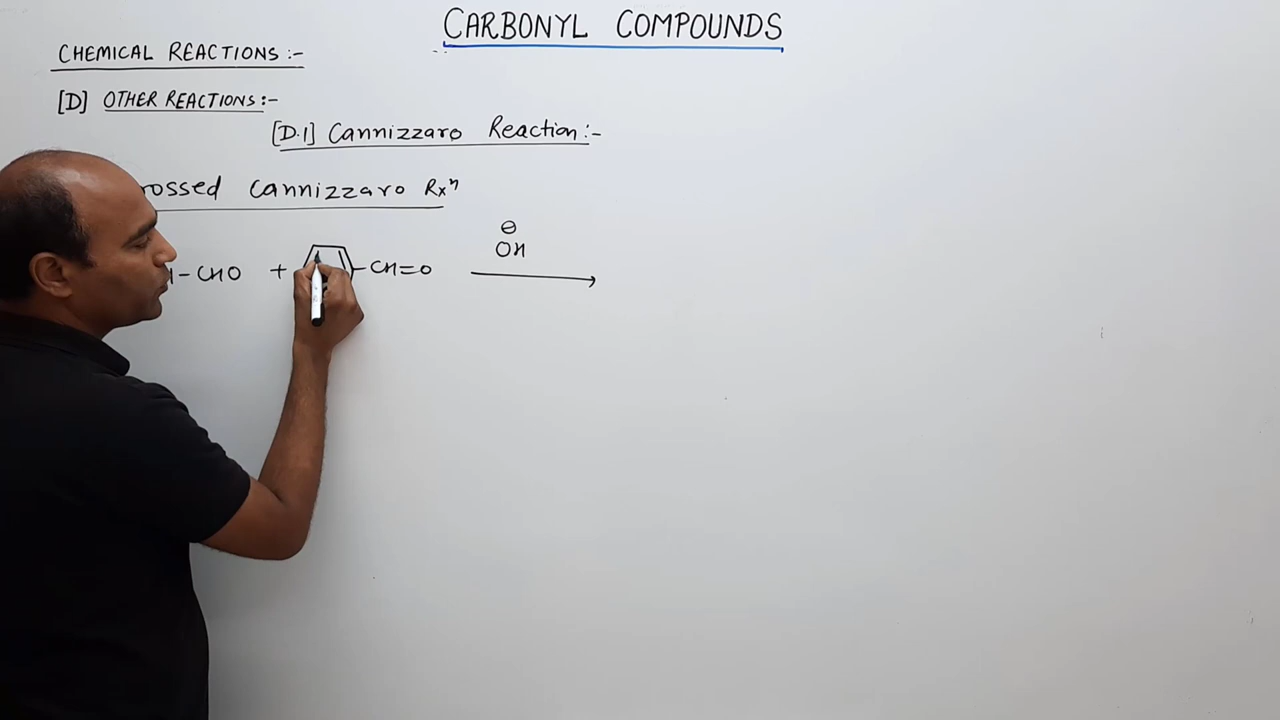 CARBONYL COMPOUNDS
CHEMICAL REACTIONS :-
[D] OTHER REACTIONS :-
[D.1] Cannizzaro Reaction :-
rossed Cannizzaro Rxⁿ
⊖
OH
-CHO + -CH=O